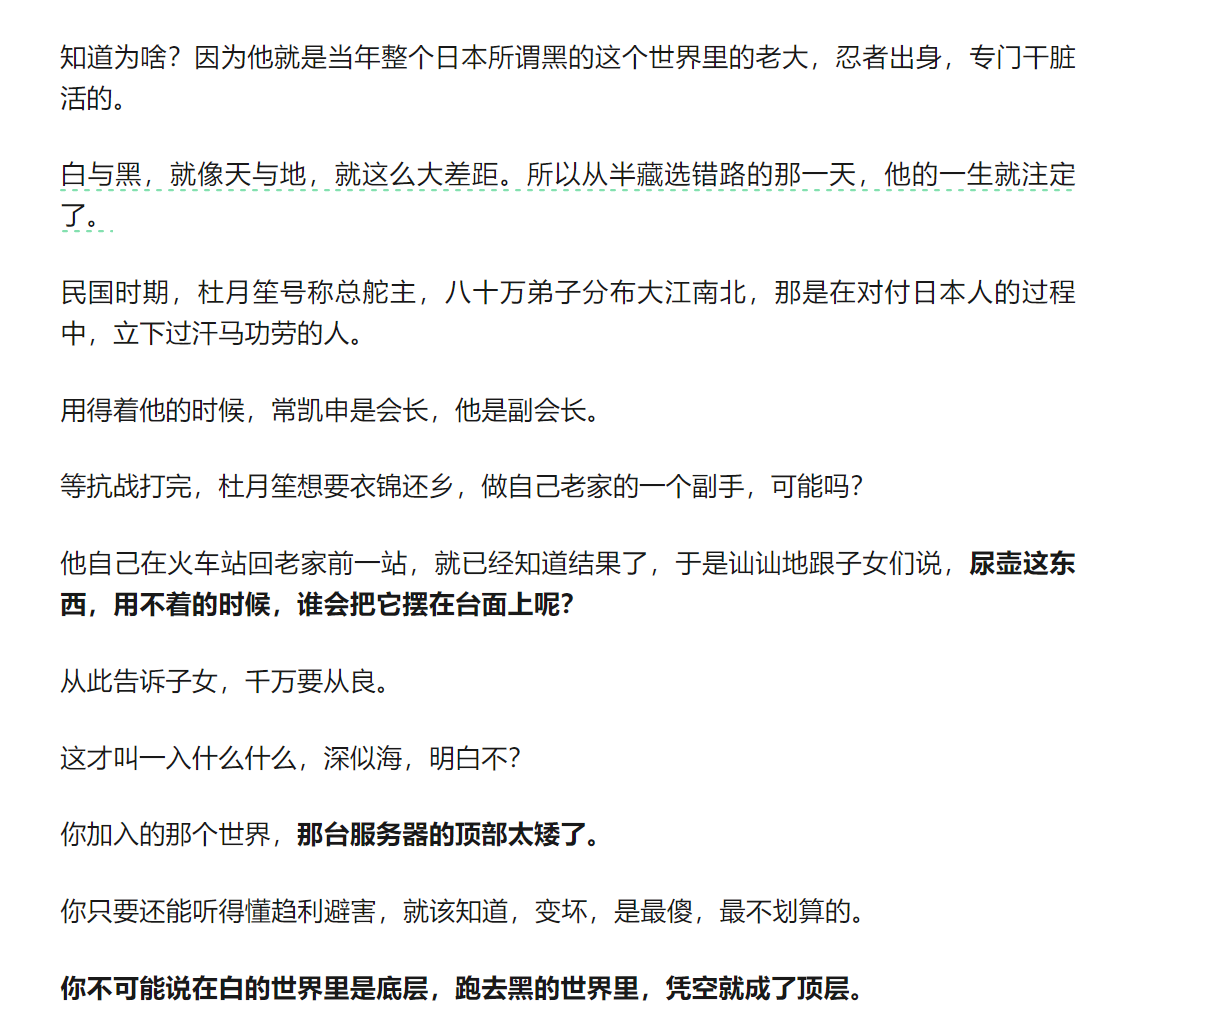 知道为啥？因为他就是当年整个日本所谓黑的这个世界里的老大，忍者出身，专门干脏
活的。
白与黑，就像天与地，就这么大差距。所以从半藏选错路的那一天，他的一生就注定
了。
民国时期，杜月笙号称总舵主，八十万弟子分布大江南北，那是在对付日本人的过程
中，立下过汗马功劳的人。
用得着他的时候，常凯申是会长，他是副会长。
等抗战打完，杜月笙想要衣锦还乡，做自己老家的一个副手，可能吗？
他自己在火车站回老家前一站，就已经知道结果了，于是讪讪地跟子女们说，尿壶这东
西，用不着的时候，谁会把它摆在台面上呢？
从此告诉子女，千万要从良。
这才叫一入什么什么，深似海，明白不？
你加入的那个世界，那台服务器的顶部太矮了。
你只要还能听得懂趋利避害，就该知道，变坏，是最傻，最不划算的。
你不可能说在白的世界里是底层，跑去黑的世界里，凭空就成了顶层。